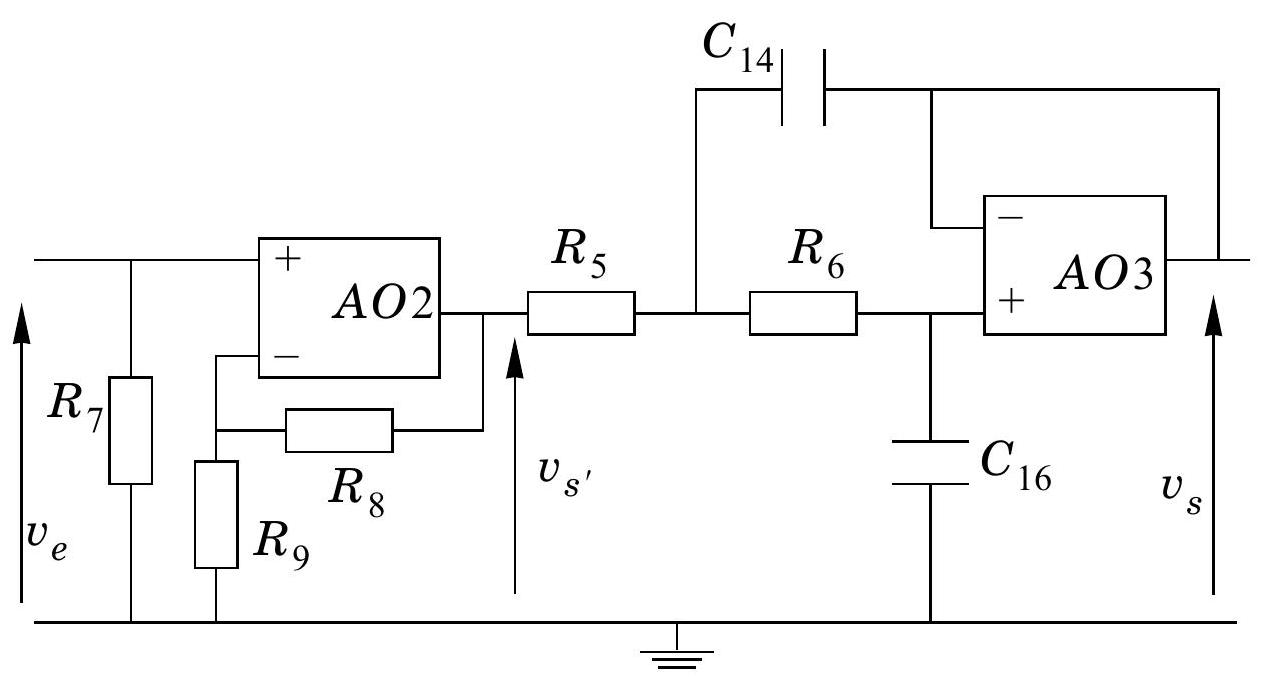 C14
R5
R6
−
+
AO3
+
AO2
−
R7
R8
R9
C16
ve
vs'
vs